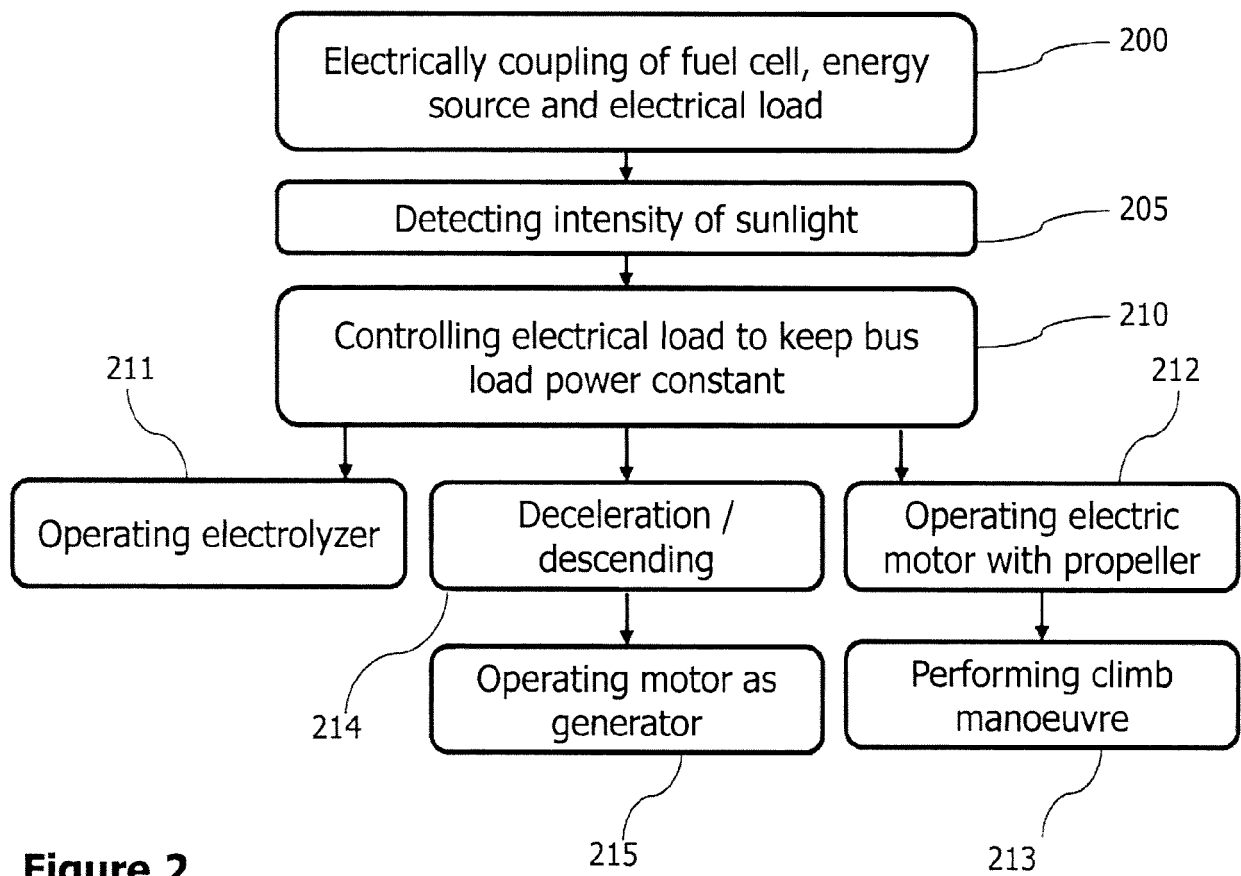 Electrically coupling of fuel cell, energy
source and electrical load
200
Detecting intensity of sunlight
205
Controlling electrical load to keep bus
load power constant
210
211
212
Operating electrolyzer
Deceleration /
descending
Operating electric
motor with propeller
214
Operating motor as
generator
Performing climb
manoeuvre
215
213
Figure 2